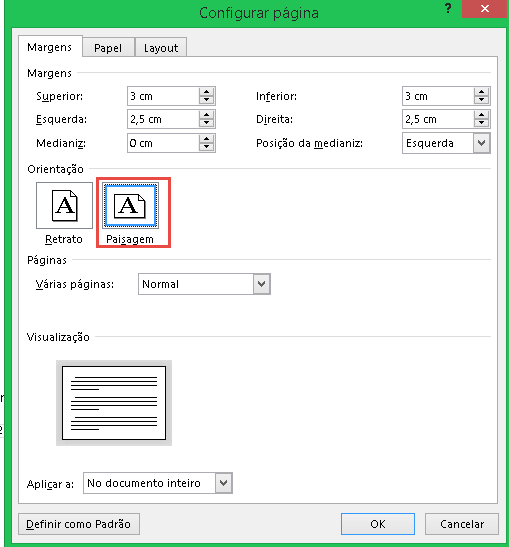 Configurar página ?
Margens Papel Layout
Margens
Superior: 3 cm Inferior: 3 cm
Esquerda: 2,5 cm Direita: 2,5 cm
Medianiz: 0 cm Posição da medianiz: Esquerda
Orientação
A A
Retrato Paisagem
Páginas
Várias páginas: Normal
Visualização
Aplicar a: No documento inteiro
Definir como Padrão OK Cancelar